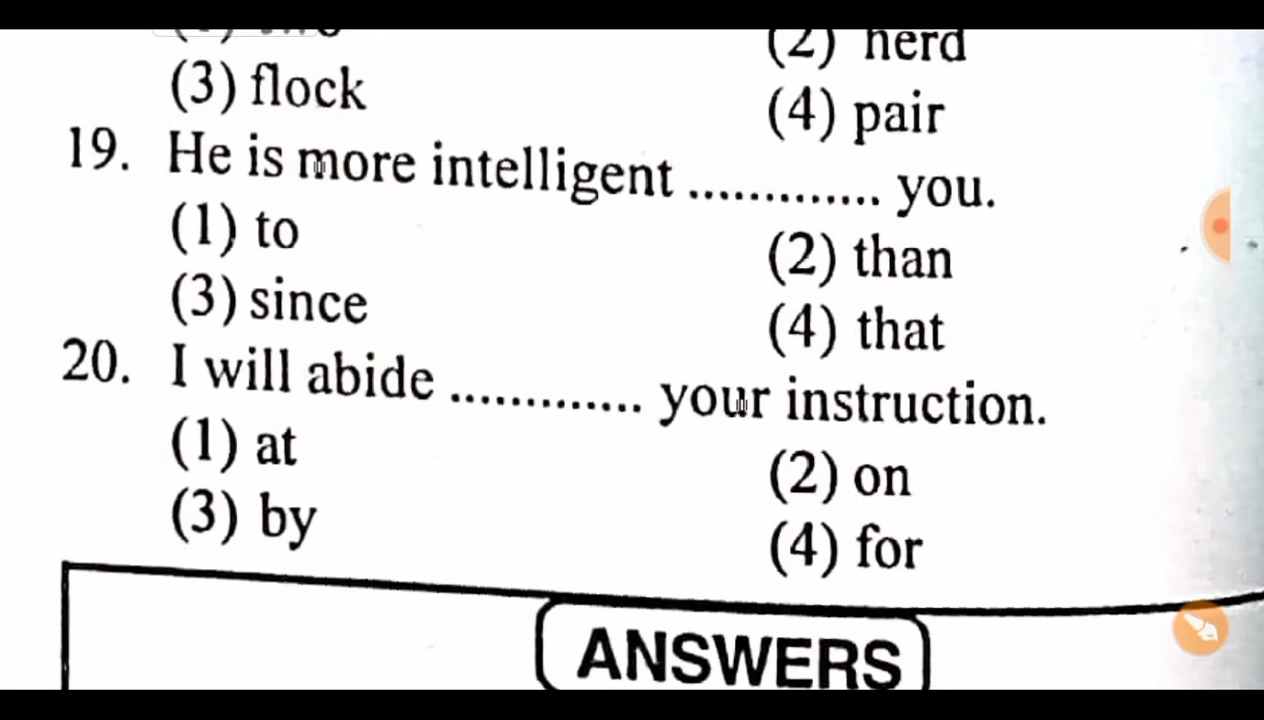 (2) herd
(3) flock
(4) pair
19. He is more intelligent ............. you.
(1) to
(2) than
(3) since
(4) that
20. I will abide ............. your instruction.
(1) at
(2) on
(3) by
(4) for
ANSWERS